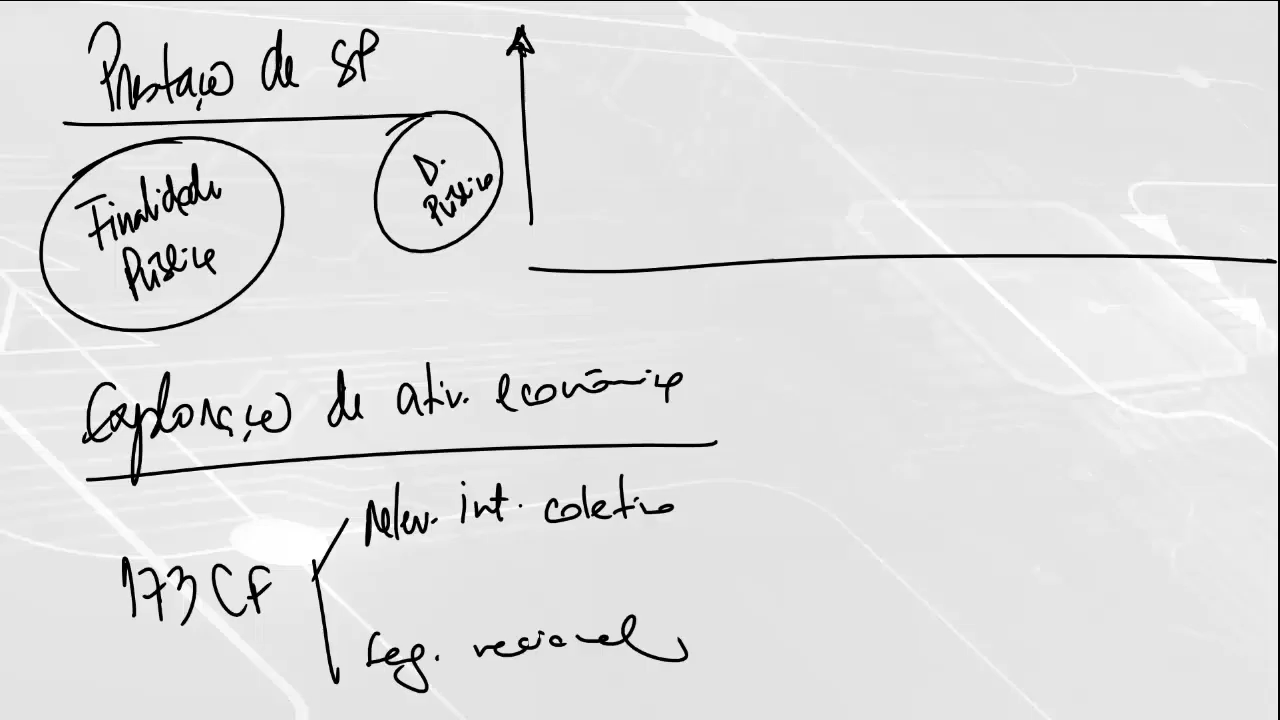 Prestação de SP
Finalidade
Pública
D.
Público
Exploração de ativ. econômica
173 CF
relev. int. coletivo
Seg. nacional